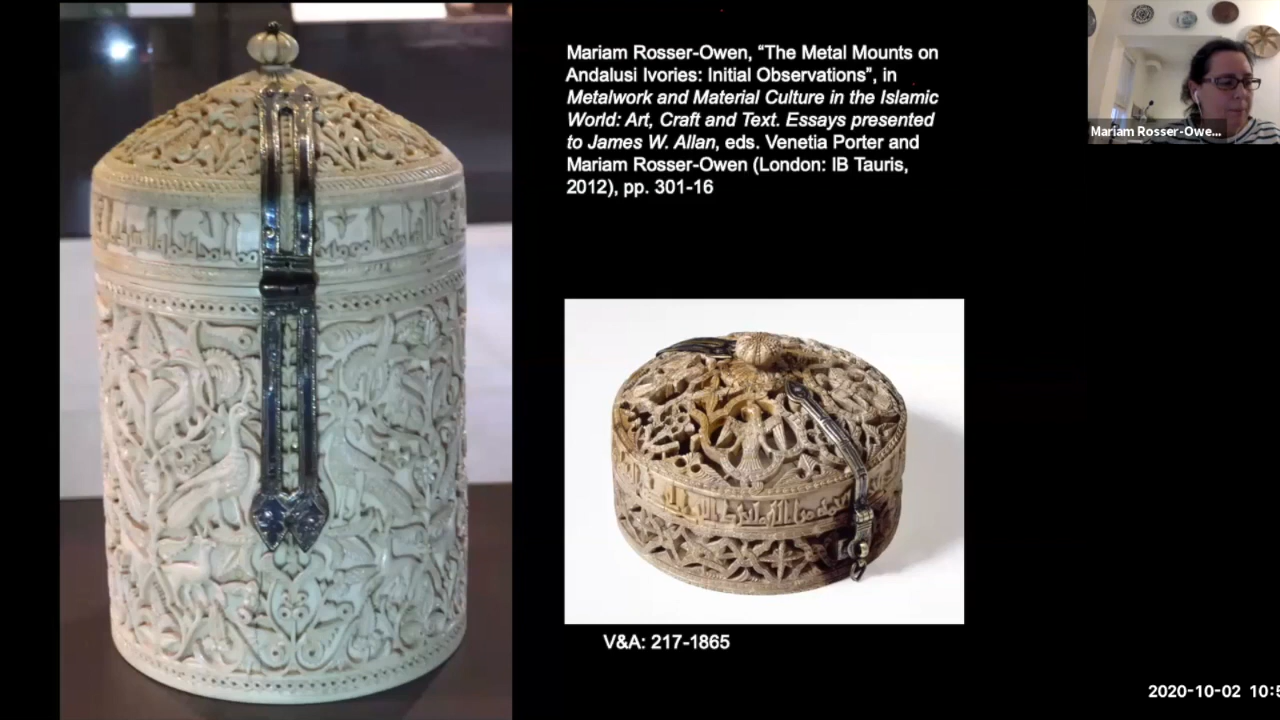 Mariam Rosser-Owen, “The Metal Mounts on
Andalusi Ivories: Initial Observations”, in
Metalwork and Material Culture in the Islamic
World: Art, Craft and Text. Essays presented
to James W. Allan, eds. Venetia Porter and
Mariam Rosser-Owen (London: IB Tauris,
2012), pp. 301-16
Mariam Rosser-Owe...
V&A: 217-1865
2020-10-02 10:5